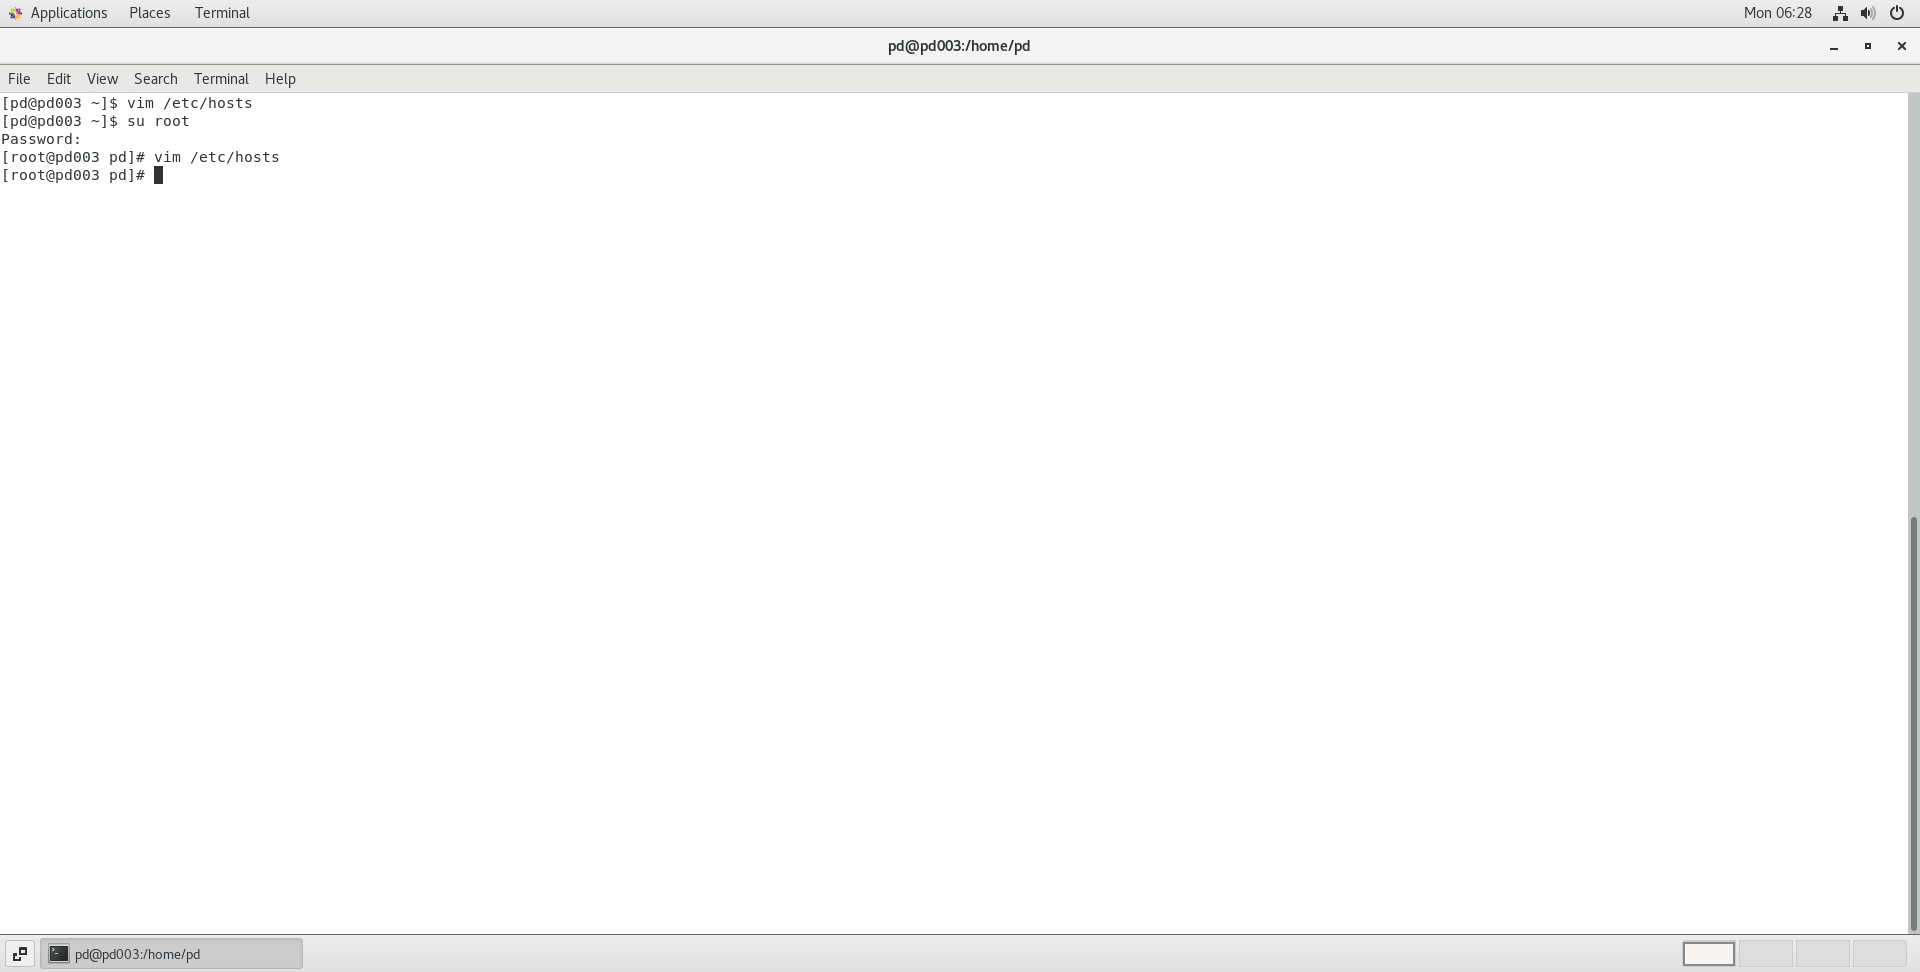 Applications Places Terminal Mon 06:28
pd@pd003:/home/pd
File Edit View Search Terminal Help
[pd@pd003 ~]$ vim /etc/hosts
[pd@pd003 ~]$ su root
Password:
[root@pd003 pd]# vim /etc/hosts
[root@pd003 pd]#
pd@pd003:/home/pd